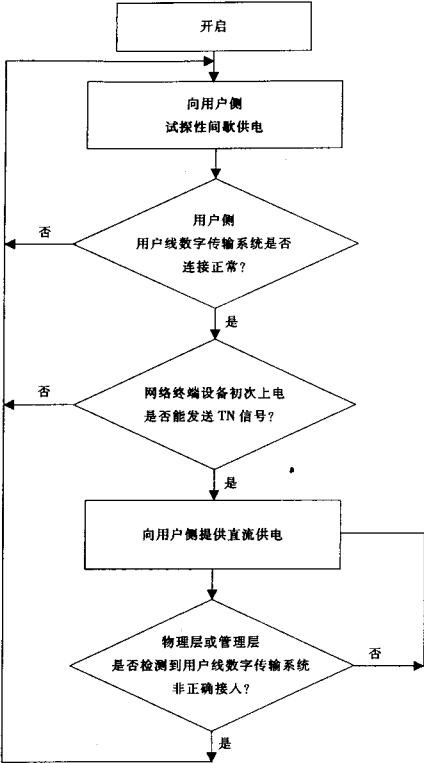 开启
向用户侧
试探性间歇供电
用户侧
用户线数字传输系统是否
连接正常?
否
是
网络终端设备初次上电
是否能发送 TN 信号?
否
是
向用户侧提供直流供电
物理层或管理层
是否检测到用户线数字传输系统
非正确接入?
否
是